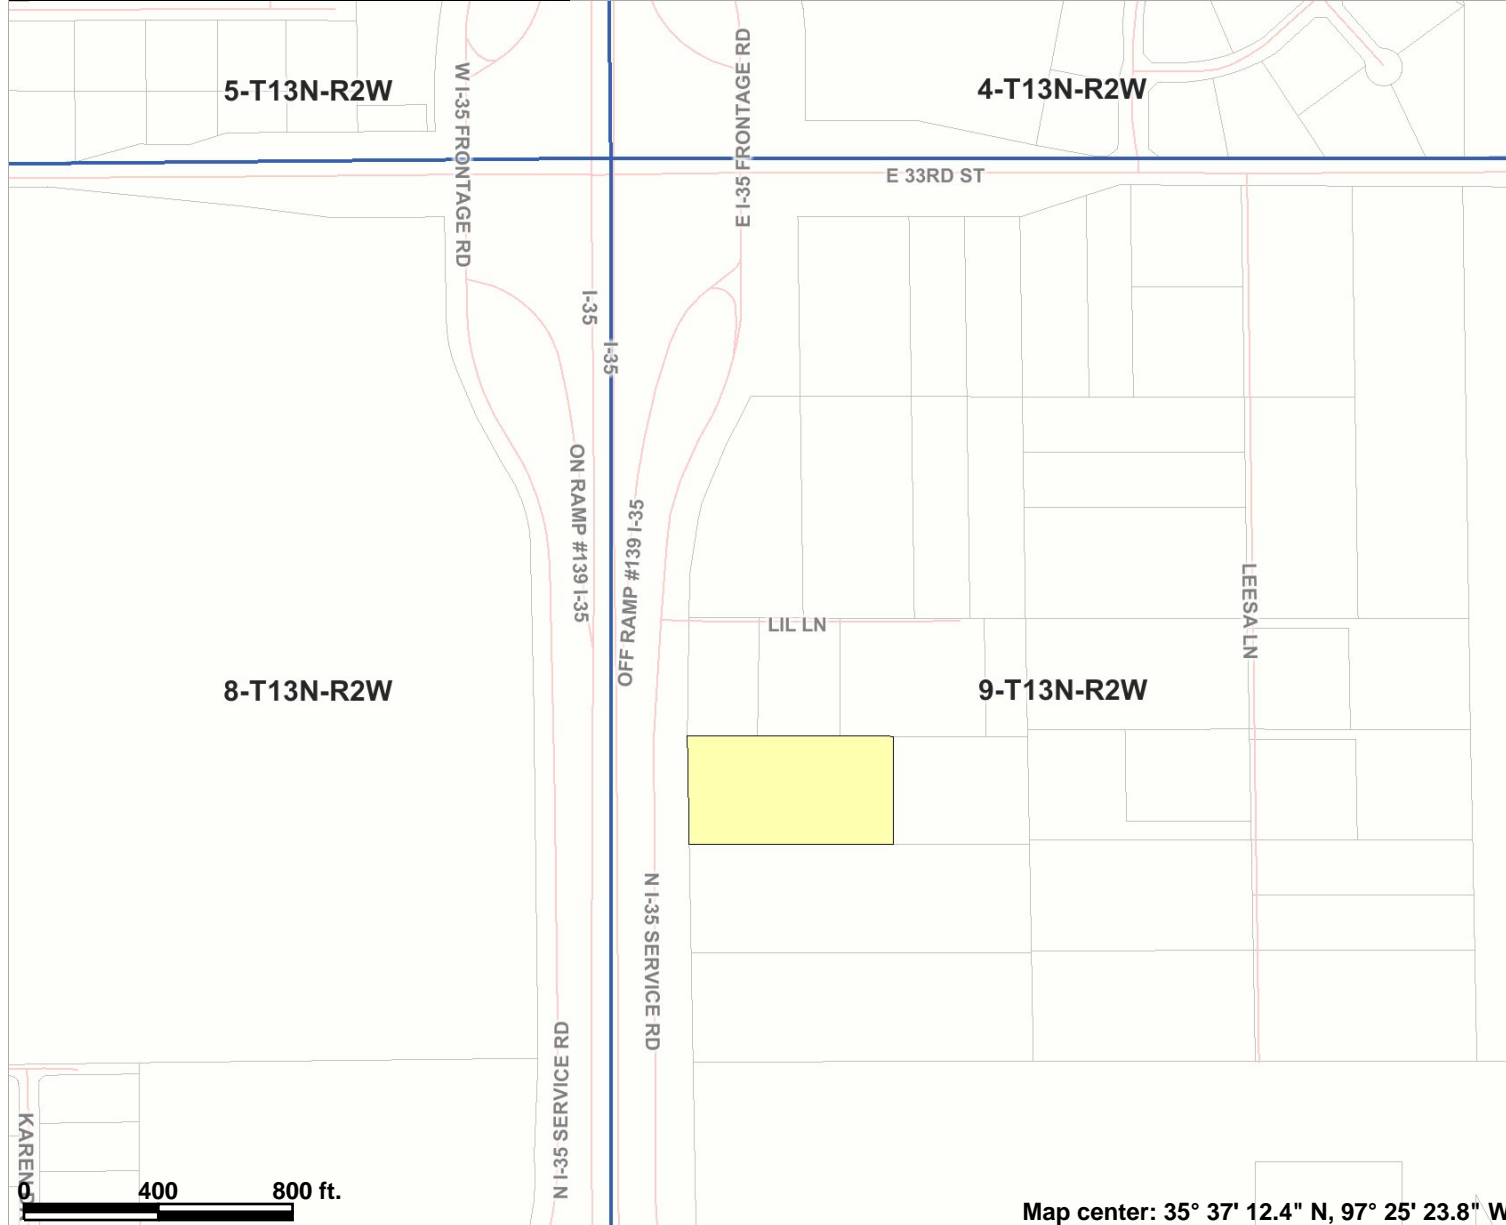 5-T13N-R2W
4-T13N-R2W
W I-35 FRONTAGE RD
E I-35 FRONTAGE RD
E 33RD ST
I-35
I-35
ON RAMP #139 I-35
OFF RAMP #139 I-35
LIL LN
LEESA LN
8-T13N-R2W
9-T13N-R2W
N I-35 SERVICE RD
N I-35 SERVICE RD
KAREN DR
0 400 800 ft.
Map center: 35° 37' 12.4" N, 97° 25' 23.8" W